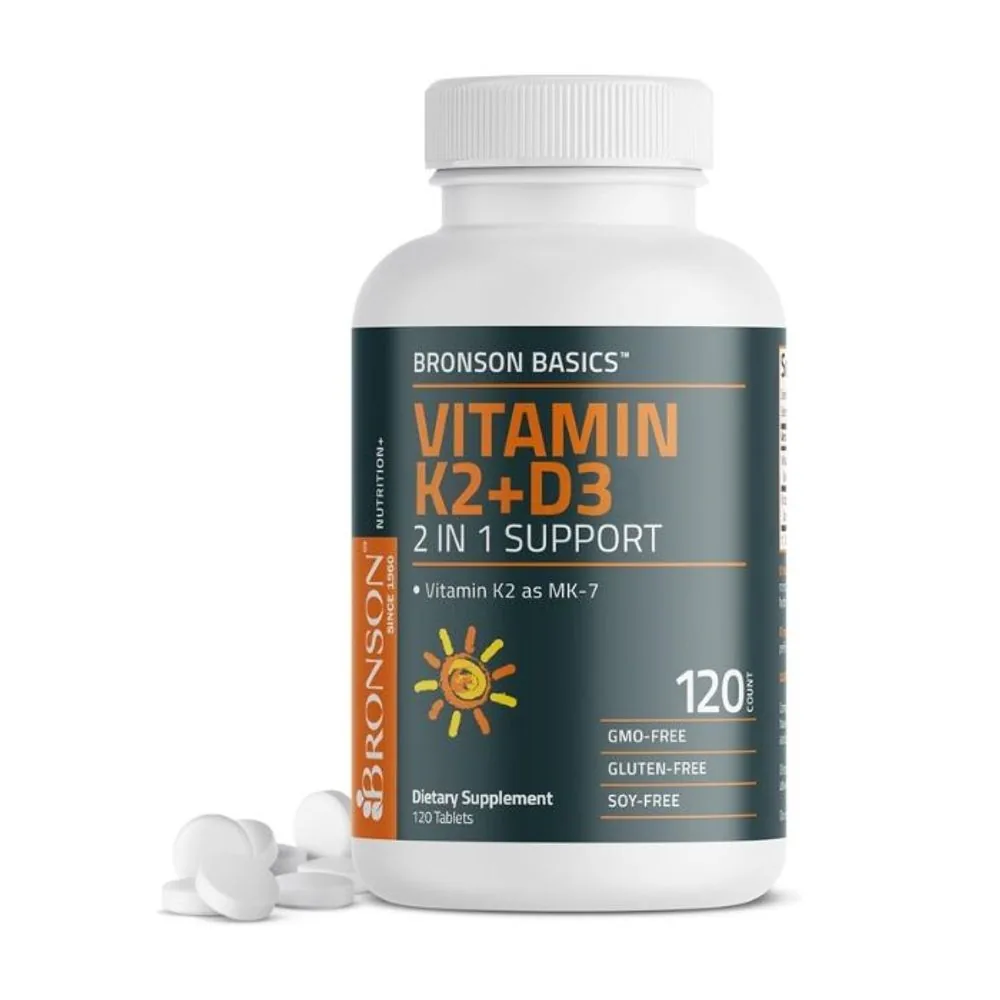 BRONSON BASICS™
VITAMIN
K2+D3
2 IN 1 SUPPORT
• Vitamin K2 as MK-7
120 COUNT
GMO-FREE
GLUTEN-FREE
SOY-FREE
Dietary Supplement
120 Tablets
BRONSON®
SINCE 1960
NUTRITION+